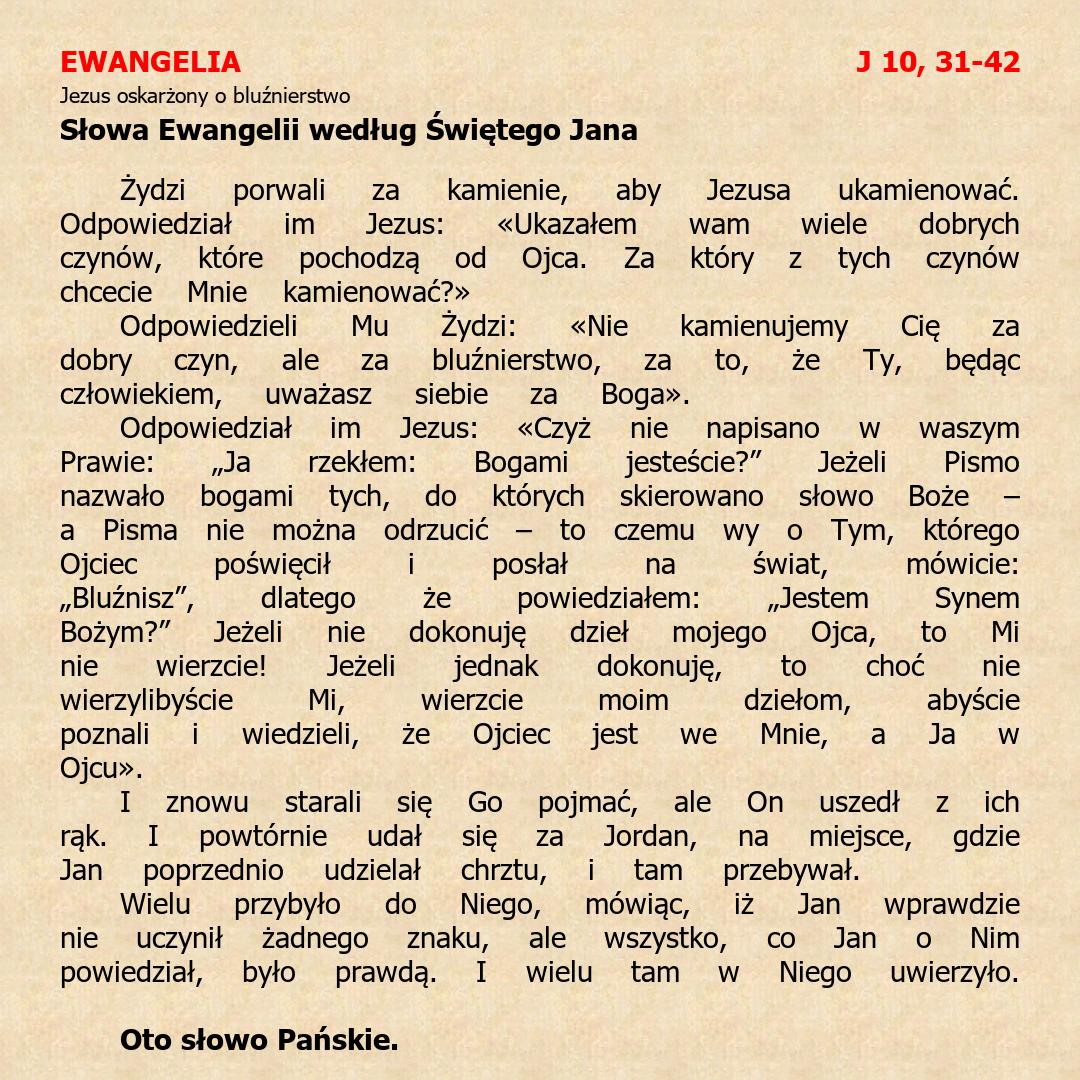 EWANGELIA J 10, 31-42
Jezus oskarżony o bluźnierstwo
Słowa Ewangelii według Świętego Jana
Żydzi porwali za kamienie, aby Jezusa ukamienować.
Odpowiedział im Jezus: «Ukazałem wam wiele dobrych
czynów, które pochodzą od Ojca. Za który z tych czynów
chcecie Mnie kamienować?»
Odpowiedzieli Mu Żydzi: «Nie kamienujemy Cię za
dobry czyn, ale za bluźnierstwo, za to, że Ty, będąc
człowiekiem, uważasz siebie za Boga».
Odpowiedział im Jezus: «Czyż nie napisano w waszym
Prawie: „Ja rzekłem: Bogami jesteście?” Jeżeli Pismo
nazwało bogami tych, do których skierowano słowo Boże –
a Pisma nie można odrzucić – to czemu wy o Tym, którego
Ojciec poświęcił i posłał na świat, mówicie:
„Bluźnisz”, dlatego że powiedziałem: „Jestem Synem
Bożym?” Jeżeli nie dokonuję dzieł mojego Ojca, to Mi
nie wierzcie! Jeżeli jednak dokonuję, to choć nie
wierzylibyście Mi, wierzcie moim dziełom, abyście
poznali i wiedzieli, że Ojciec jest we Mnie, a Ja w
Ojcu».
I znowu starali się Go pojmać, ale On uszedł z ich
rąk. I powtórnie udał się za Jordan, na miejsce, gdzie
Jan poprzednio udzielał chrztu, i tam przebywał.
Wielu przybyło do Niego, mówiąc, iż Jan wprawdzie
nie uczynił żadnego znaku, ale wszystko, co Jan o Nim
powiedział, było prawdą. I wielu tam w Niego uwierzyło.
Oto słowo Pańskie.